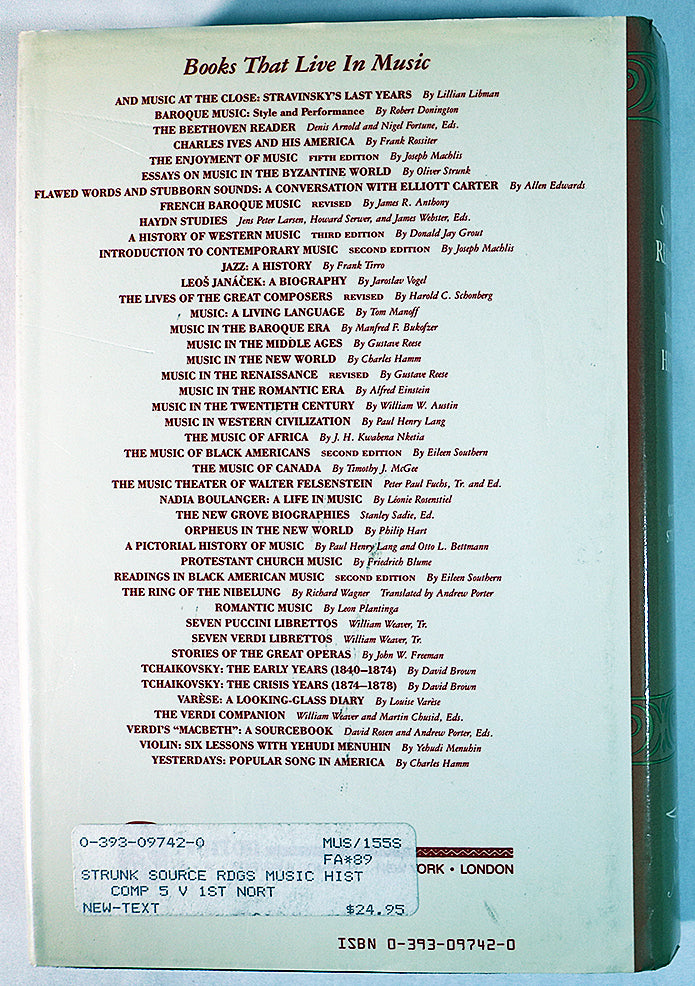 Books That Live In Music
AND MUSIC AT THE CLOSE: STRAVINSKY'S LAST YEARS By Lillian Libman
BAROQUE MUSIC: Style and Performance By Robert Donington
THE BEETHOVEN READER Denis Arnold and Nigel Fortune, Eds.
CHARLES IVES AND HIS AMERICA By Frank Rossiter
THE ENJOYMENT OF MUSIC FIFTH EDITION By Joseph Machlis
ESSAYS ON MUSIC IN THE BYZANTINE WORLD By Oliver Strunk
FLAWED WORDS AND STUBBORN SOUNDS: A CONVERSATION WITH ELLIOTT CARTER By Allen Edwards
FRENCH BAROQUE MUSIC REVISED By James R. Anthony
HAYDN STUDIES Jens Peter Larsen, Howard Serwer, and James Webster, Eds.
A HISTORY OF WESTERN MUSIC THIRD EDITION By Donald Jay Grout
INTRODUCTION TO CONTEMPORARY MUSIC SECOND EDITION By Joseph Machlis
JAZZ: A HISTORY By Frank Tirro
LEOŠ JANÁČEK: A BIOGRAPHY By Jaroslav Vogel
THE LIVES OF THE GREAT COMPOSERS REVISED By Harold C. Schonberg
MUSIC: A LIVING LANGUAGE By Tom Manoff
MUSIC IN THE BAROQUE ERA By Manfred F. Bukofzer
MUSIC IN THE MIDDLE AGES By Gustave Reese
MUSIC IN THE NEW WORLD By Charles Hamm
MUSIC IN THE RENAISSANCE REVISED By Gustave Reese
MUSIC IN THE ROMANTIC ERA By Alfred Einstein
MUSIC IN THE TWENTIETH CENTURY By William W. Austin
MUSIC IN WESTERN CIVILIZATION By Paul Henry Lang
THE MUSIC OF AFRICA By J. H. Kwabena Nketia
THE MUSIC OF BLACK AMERICANS SECOND EDITION By Eileen Southern
THE MUSIC OF CANADA By Timothy J. McGee
THE MUSIC THEATER OF WALTER FELSENSTEIN Peter Paul Fuchs, Tr. and Ed.
NADIA BOULANGER: A LIFE IN MUSIC By Léonie Rosenstiel
THE NEW GROVE BIOGRAPHIES Stanley Sadie, Ed.
ORPHEUS IN THE NEW WORLD By Philip Hart
A PICTORIAL HISTORY OF MUSIC By Paul Henry Lang and Otto L. Bettmann
PROTESTANT CHURCH MUSIC By Friedrich Blume
READINGS IN BLACK AMERICAN MUSIC SECOND EDITION By Eileen Southern
THE RING OF THE NIBELUNG By Richard Wagner Translated by Andrew Porter
ROMANTIC MUSIC By Leon Plantinga
SEVEN PUCCINI LIBRETTOS William Weaver, Tr.
SEVEN VERDI LIBRETTOS William Weaver, Tr.
STORIES OF THE GREAT OPERAS By John W. Freeman
TCHAIKOVSKY: THE EARLY YEARS (1840–1874) By David Brown
TCHAIKOVSKY: THE CRISIS YEARS (1874–1878) By David Brown
VARÈSE: A LOOKING-GLASS DIARY By Louise Varèse
THE VERDI COMPANION William Weaver and Martin Chusid, Eds.
VERDI'S "MACBETH": A SOURCEBOOK David Rosen and Andrew Porter, Eds.
VIOLIN: SIX LESSONS WITH YEHUDI MENUHIN By Yehudi Menuhin
YESTERDAYS: POPULAR SONG IN AMERICA By Charles Hamm
0-393-09742-0 MUS/155S
FA*89
STRUNK SOURCE RDGS MUSIC HIST
COMP 5 V 1ST NORT
NEW-TEXT $24.95
ORK • LONDON
ISBN 0-393-09742-0